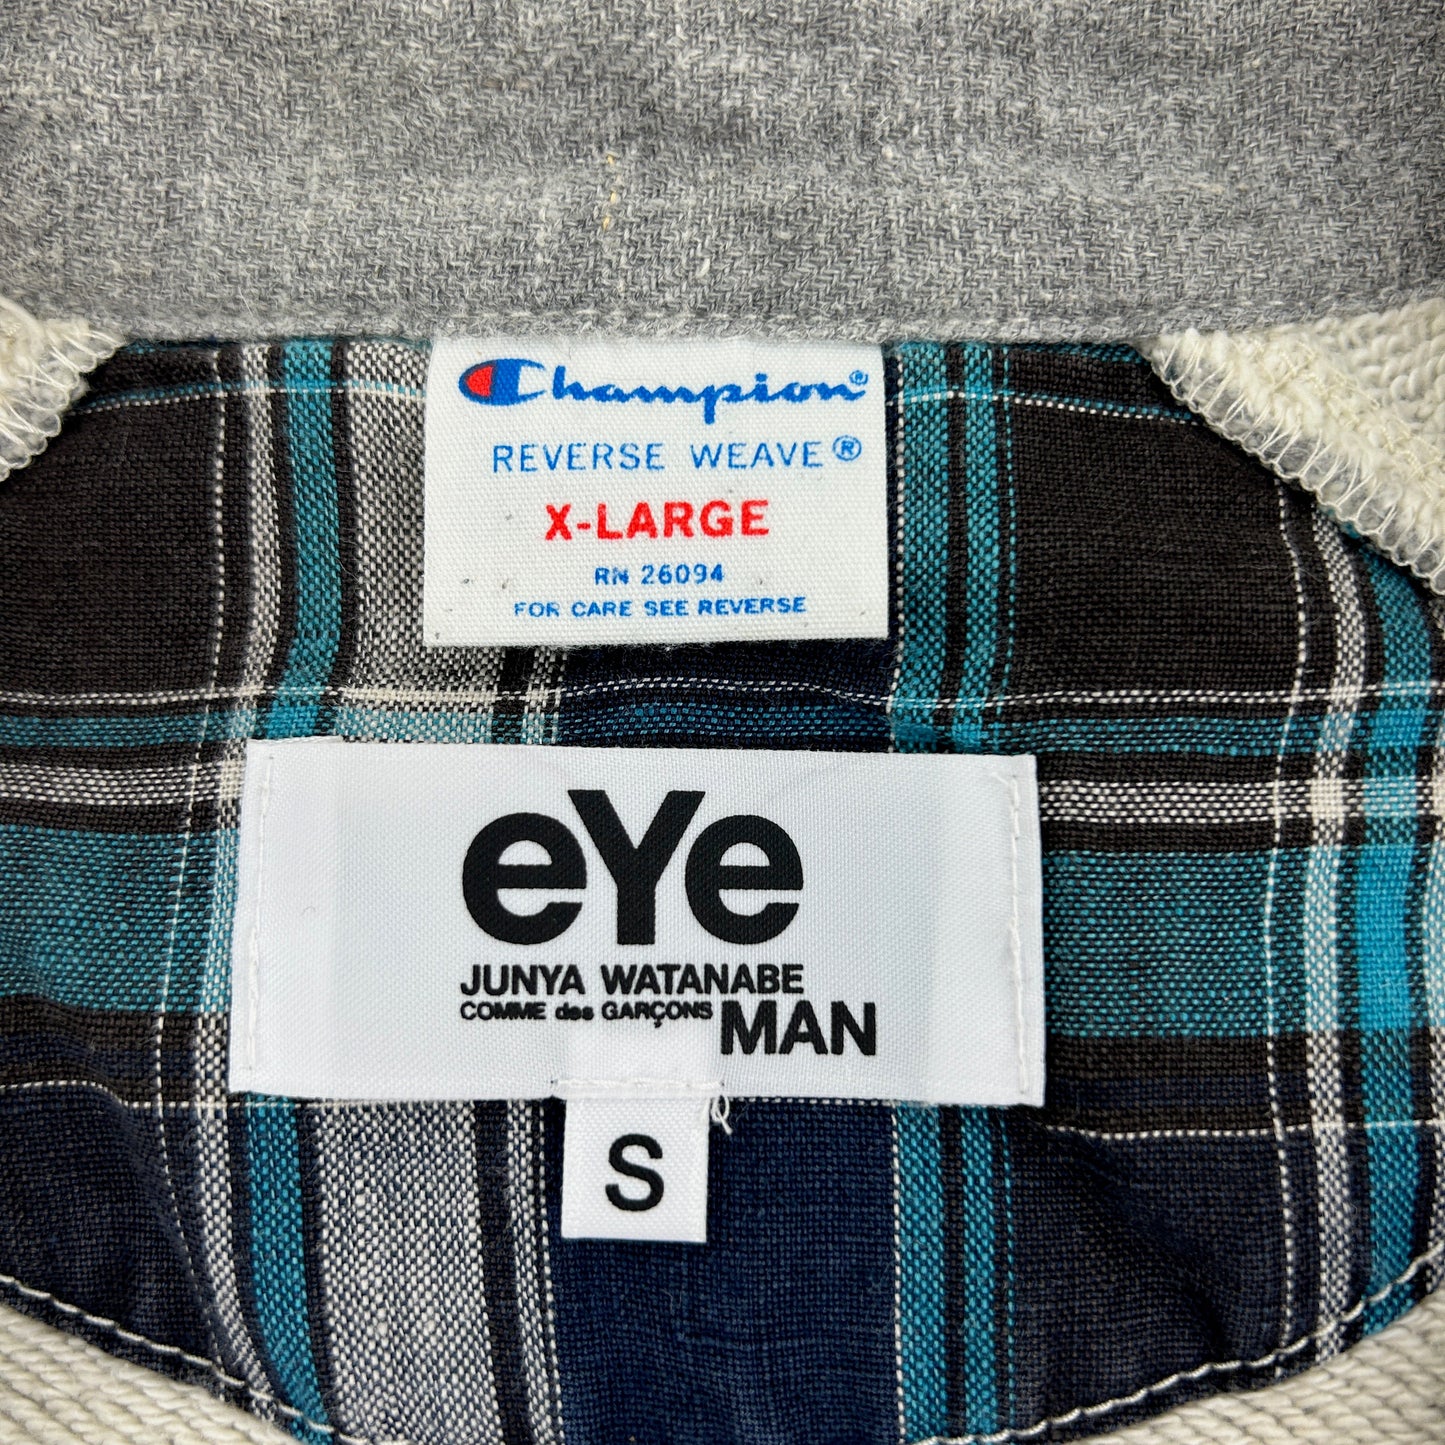 Champion®
REVERSE WEAVE®
X-LARGE
RN 26094
FOR CARE SEE REVERSE
eYe
JUNYA WATANABE
COMME des GARÇONS MAN
S